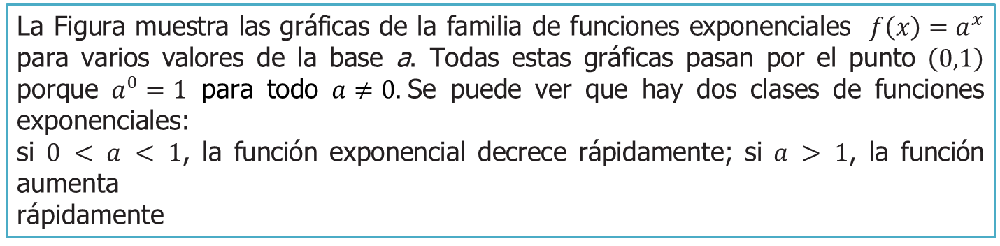 La Figura muestra las gráficas de la familia de funciones exponenciales f(x) = aˣ
para varios valores de la base a. Todas estas gráficas pasan por el punto (0,1)
porque a⁰ = 1 para todo a ≠ 0. Se puede ver que hay dos clases de funciones
exponenciales:
si 0 < a < 1, la función exponencial decrece rápidamente; si a > 1, la función
aumenta
rápidamente